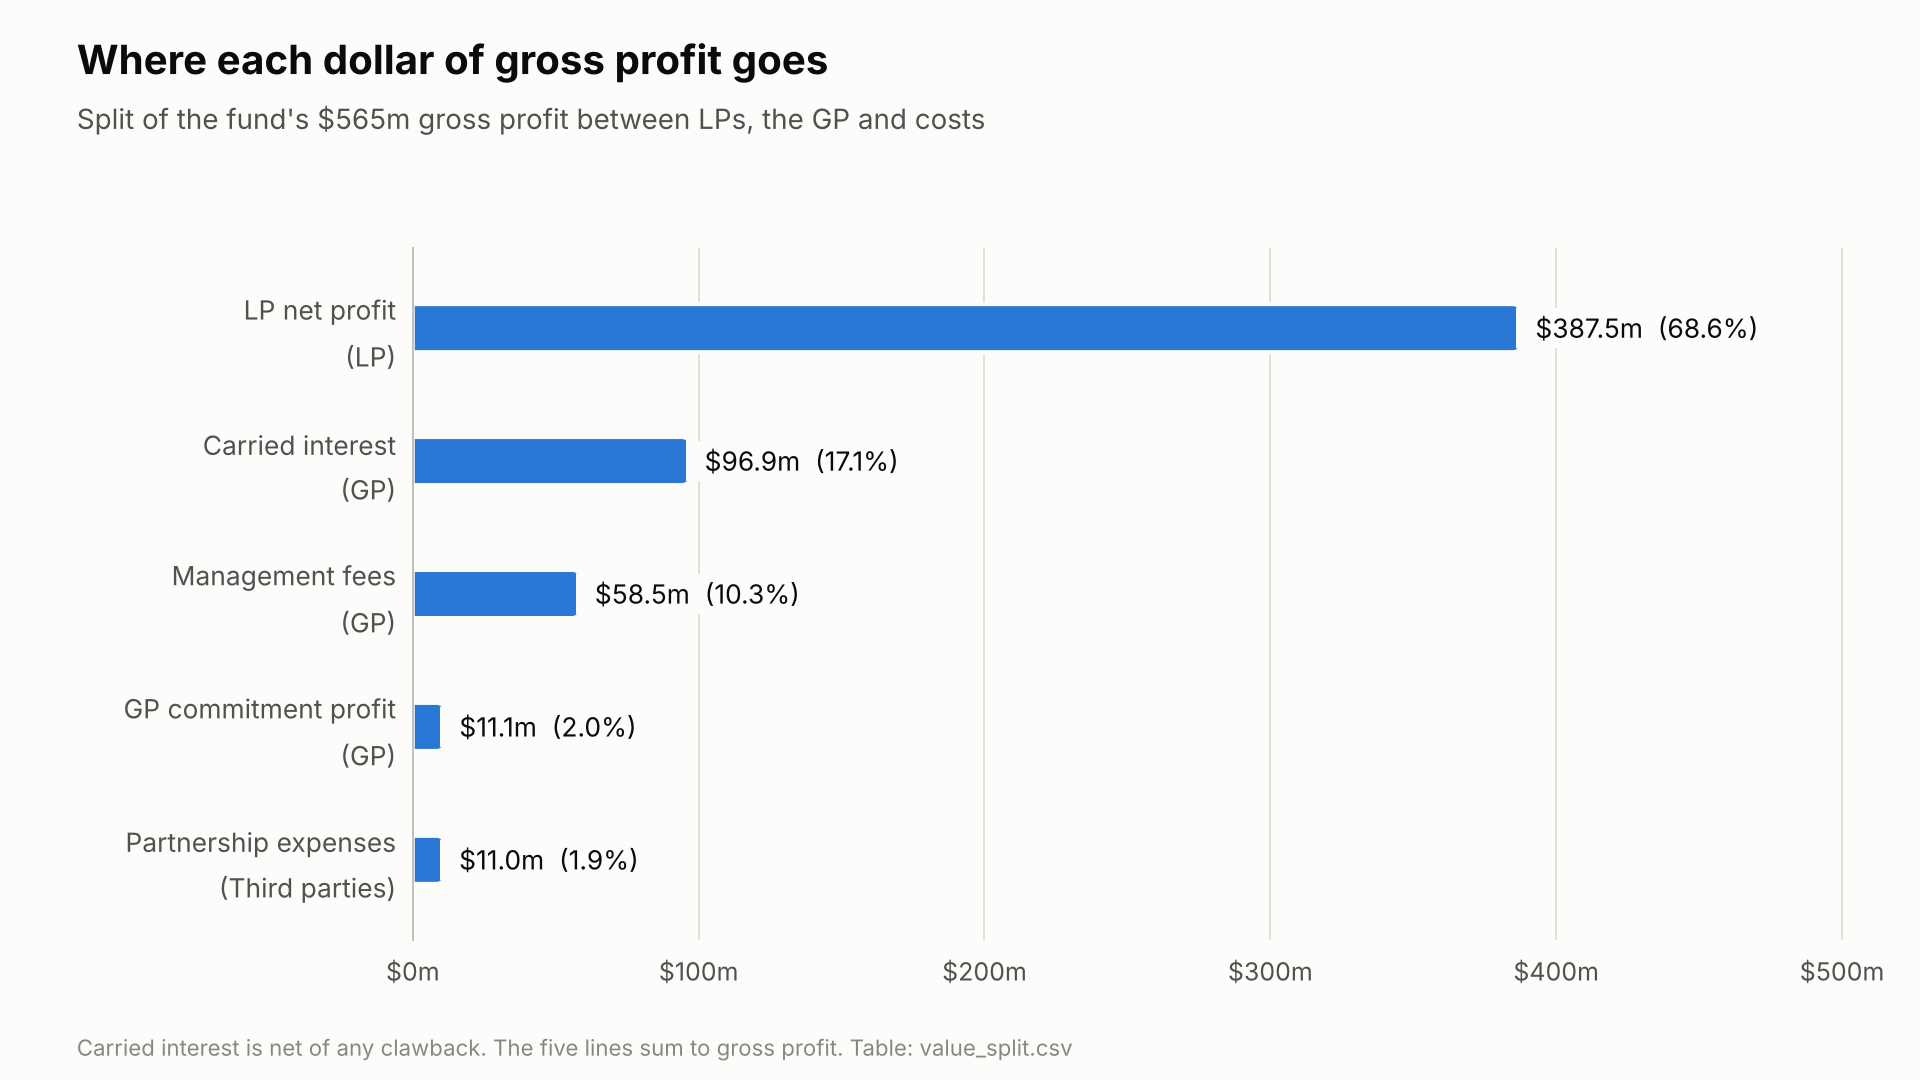 Where each dollar of gross profit goes
Split of the fund's $565m gross profit between LPs, the GP and costs
LP net profit
(LP)
$387.5m (68.6%)
Carried interest
(GP)
$96.9m (17.1%)
Management fees
(GP)
$58.5m (10.3%)
GP commitment profit
(GP)
$11.1m (2.0%)
Partnership expenses
(Third parties)
$11.0m (1.9%)
$0m $100m $200m $300m $400m $500m
Carried interest is net of any clawback. The five lines sum to gross profit. Table: value_split.csv